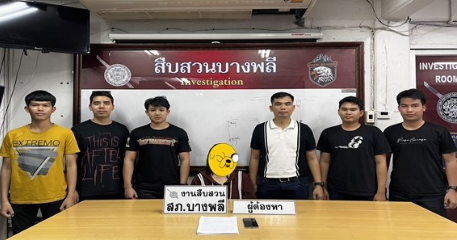 สืบสวนบางพลี
Investigation
INVESTIGA
ROOM
EXTREMO
THIS IS
AFTER
LIFE
งานสืบสวน
สภ.บางพลี
ผู้ต้องหา